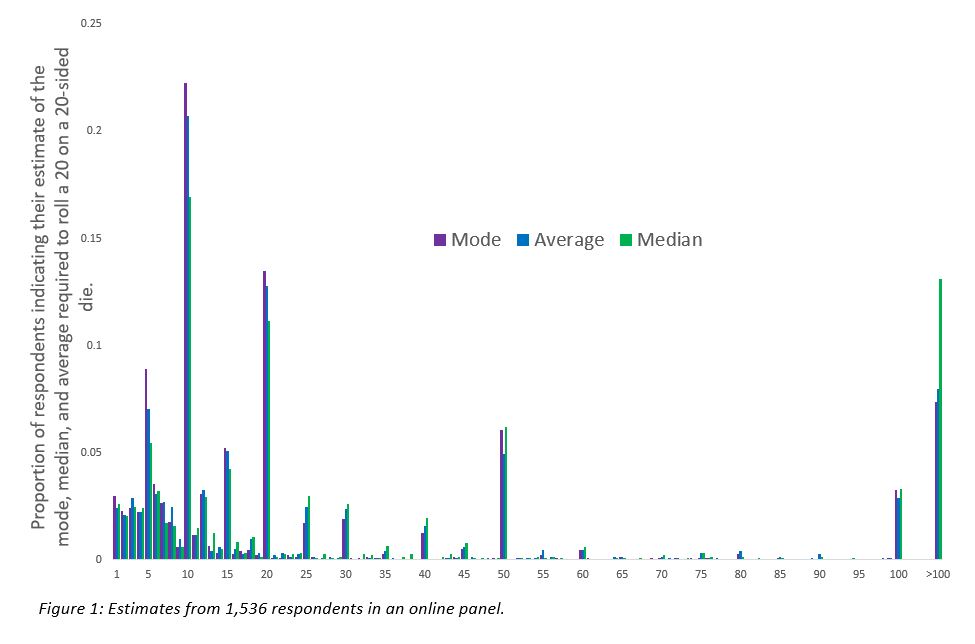 Proportion of respondents indicating their estimate of the
mode, median, and average required to roll a 20 on a 20-sided
die.
0.25
0.2
0.15
0.1
0.05
0
Mode Average Median
1 5 10 15 20 25 30 35 40 45 50 55 60 65 70 75 80 85 90 95 100 >100
Figure 1: Estimates from 1,536 respondents in an online panel.